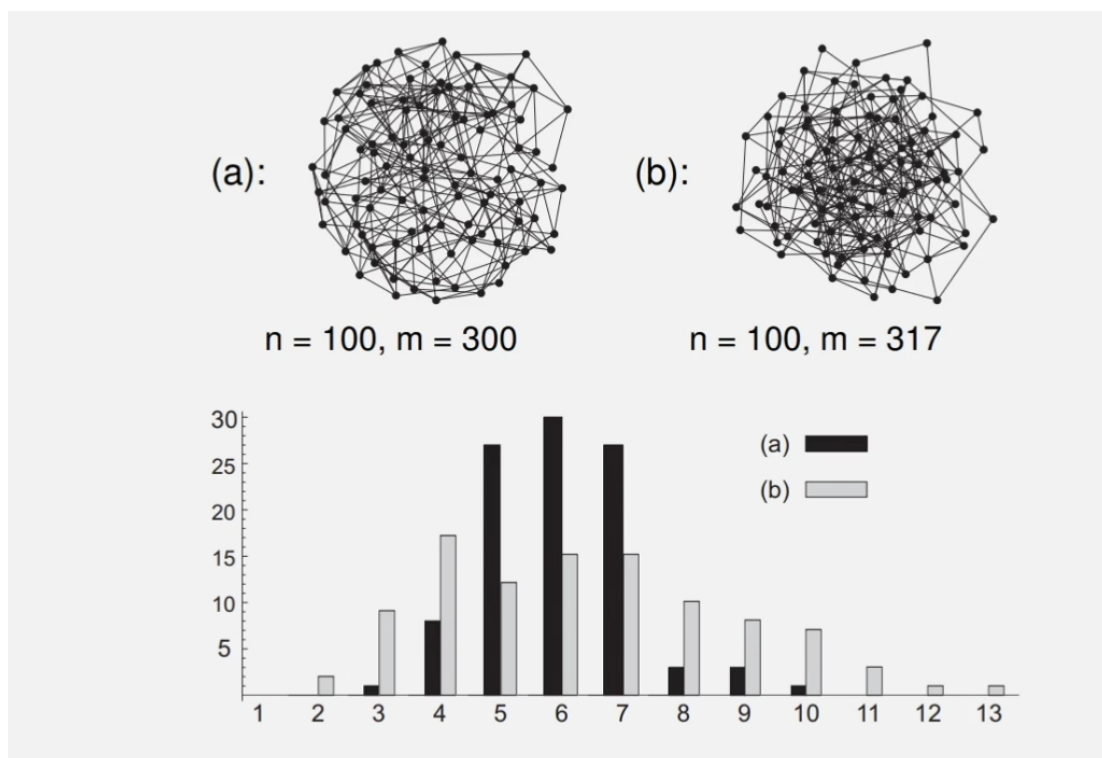 (a):
(b):
n = 100, m = 300
n = 100, m = 317
30
25
20
15
10
5
(a)
(b)
1 2 3 4 5 6 7 8 9 10 11 12 13